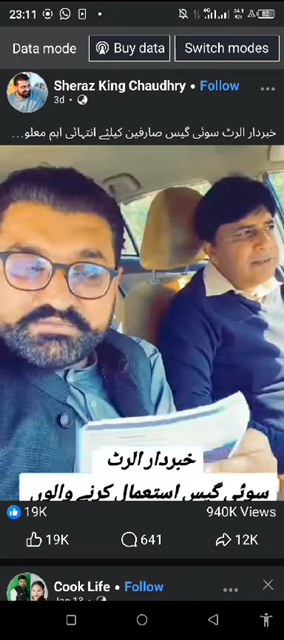 23:11
Data mode
Buy data
Switch modes
Sheraz King Chaudhry • Follow
3d •
خبردار الرٹ سوئی گیس صارفین کیلئے انتہائی اہم معلو...
خبردار الرٹ
سوئی گیس استعمال کرنے والوں
19K
940K Views
19K
641
12K
Cook Life • Follow
Jan 13 •